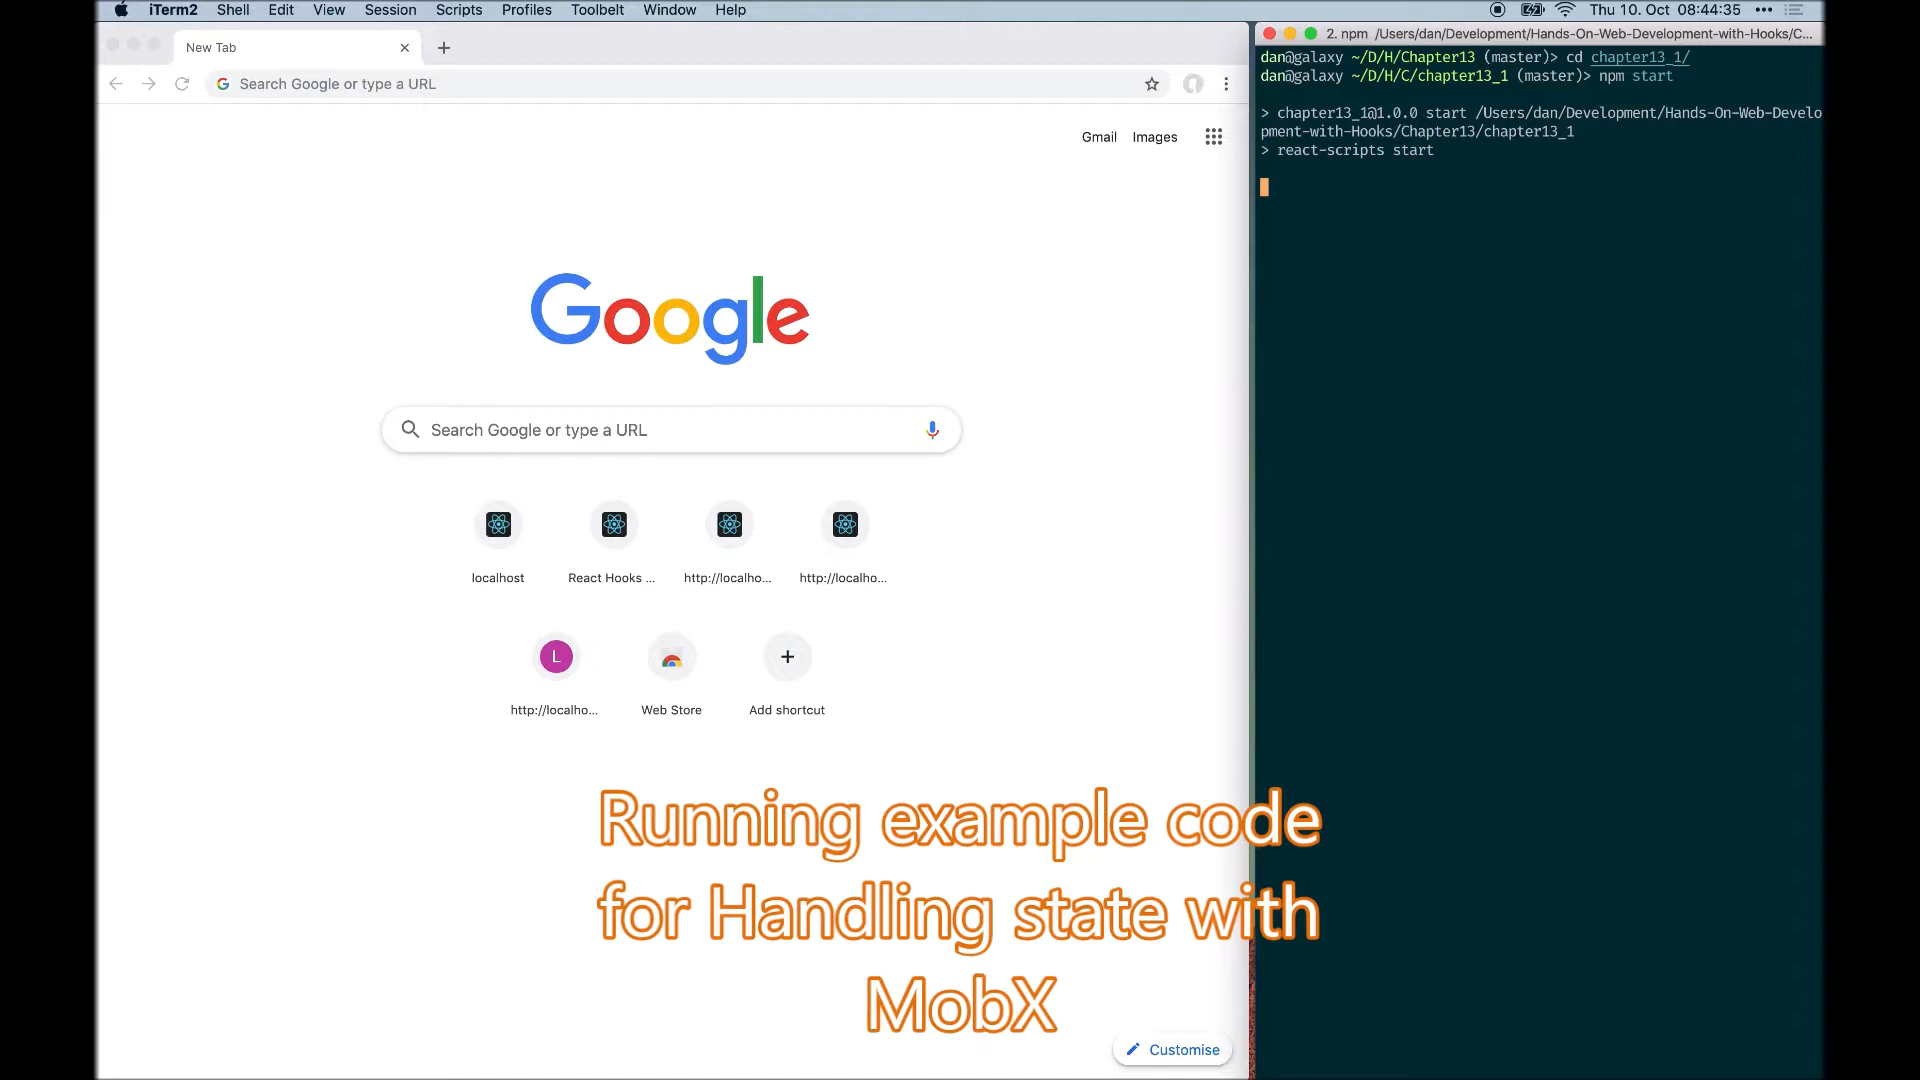 iTerm2 Shell Edit View Session Scripts Profiles Toolbelt Window Help
Thu 10. Oct 08:44:35
New Tab
Search Google or type a URL
Gmail Images
Google
Search Google or type a URL
localhost
React Hooks ...
http://localho...
http://localho...
L
http://localho...
Web Store
Add shortcut
Customise
2. npm /Users/dan/Development/Hands-On-Web-Development-with-Hooks/C...
dan@galaxy ~/D/H/Chapter13 (master)> cd chapter13_1/
dan@galaxy ~/D/H/C/chapter13_1 (master)> npm start
> chapter13_1@1.0.0 start /Users/dan/Development/Hands-On-Web-Develo
pment-with-Hooks/Chapter13/chapter13_1
> react-scripts start
Running example code
for Handling state with
MobX